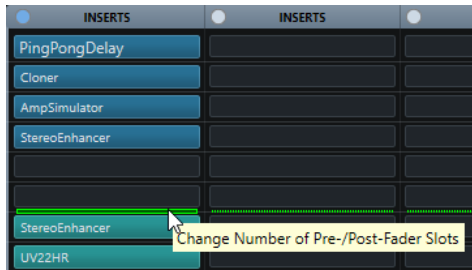 INSERTS
INSERTS
PingPongDelay
Cloner
AmpSimulator
StereoEnhancer
StereoEnhancer
Change Number of Pre-/Post-Fader Slots
UV22HR